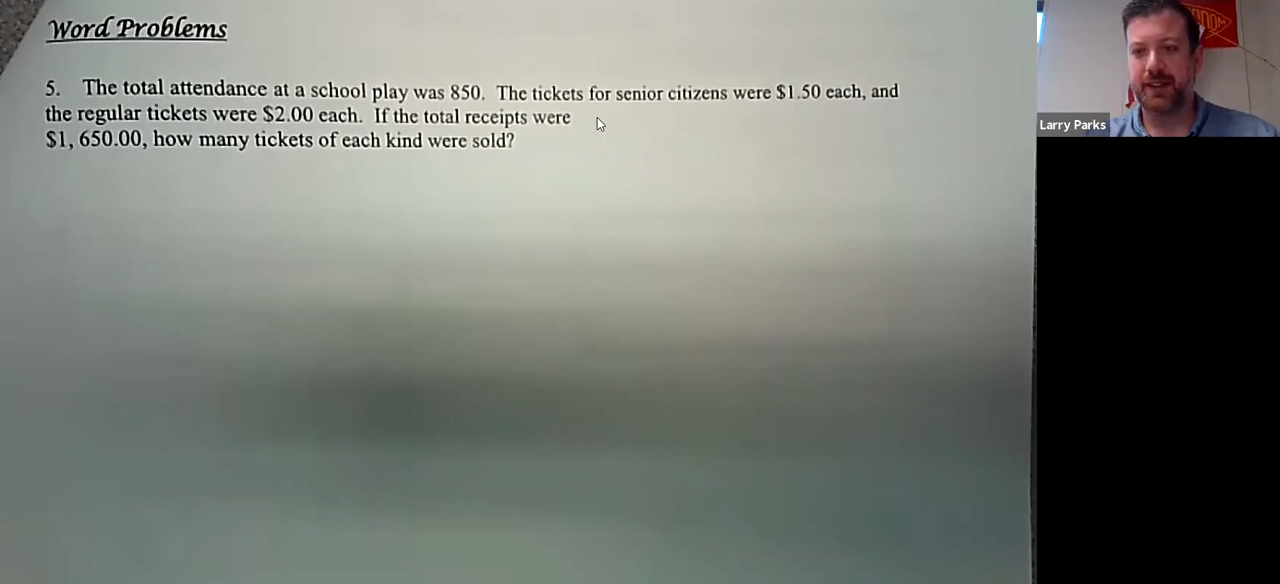 Word Problems
5. The total attendance at a school play was 850. The tickets for senior citizens were $1.50 each, and
the regular tickets were $2.00 each. If the total receipts were
$1, 650.00, how many tickets of each kind were sold?
Larry Parks